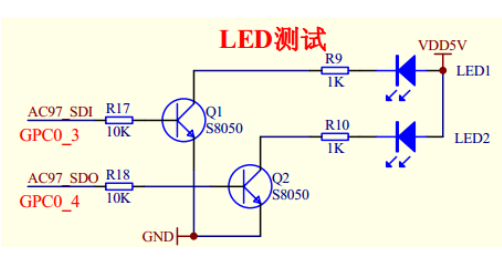 LED测试
R9
VDD5V
1K
LED1
AC97_SDI
R17
Q1
GPC0_3
10K
S8050
R10
1K
LED2
AC97_SDO
R18
Q2
GPC0_4
10K
S8050
GND